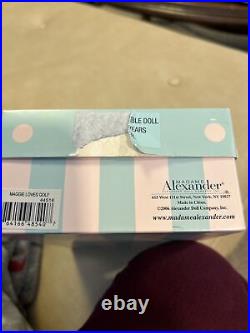 BLE DOLL
YEARS
MAGGIE LOVES GOLF
MADAME
Alexander
615 West 131st Street, New York, NY 10027
Made in China.
©2006 Alexander Doll Company, Inc.
www.madamealexander.com